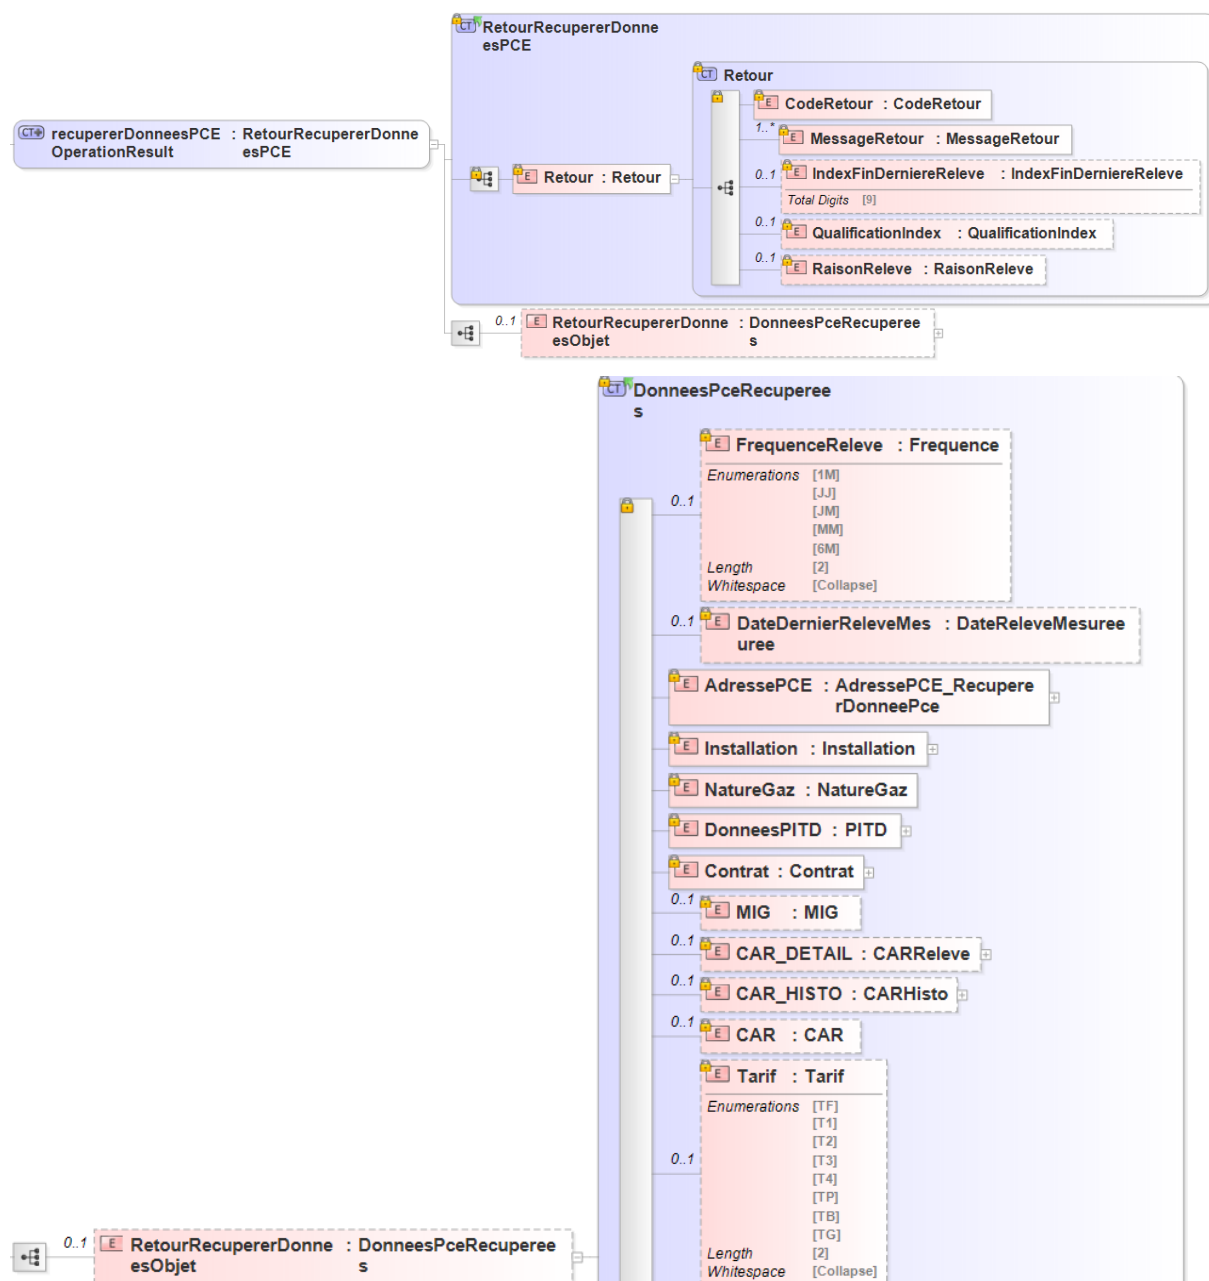 CT RetourRecupererDonne
esPCE
CT Retour
E CodeRetour : CodeRetour
1..* E MessageRetour : MessageRetour
CT recupererDonneesPCE : RetourRecupererDonne
OperationResult esPCE
E Retour : Retour
0..1 E IndexFinDerniereReleve : IndexFinDerniereReleve
Total Digits [9]
0..1 E QualificationIndex : QualificationIndex
0..1 E RaisonReleve : RaisonReleve
0..1 E RetourRecupererDonne : DonneesPceRecuperee
esObjet s
CT DonneesPceRecuperee
s
E FrequenceReleve : Frequence
Enumerations [1M]
[JJ]
0..1 [JM]
[MM]
[6M]
Length [2]
Whitespace [Collapse]
0..1 E DateDernierReleveMes : DateReleveMesuree
uree
E AdressePCE : AdressePCE_Recupere
rDonneePce
E Installation : Installation
E NatureGaz : NatureGaz
E DonneesPITD : PITD
E Contrat : Contrat
0..1 E MIG : MIG
0..1 E CAR_DETAIL : CARReleve
0..1 E CAR_HISTO : CARHisto
0..1 E CAR : CAR
E Tarif : Tarif
Enumerations [TF]
[T1]
[T2]
0..1 [T3]
[T4]
[TP]
[TB]
[TG]
Length [2]
Whitespace [Collapse]
0..1 E RetourRecupererDonne : DonneesPceRecuperee
esObjet s